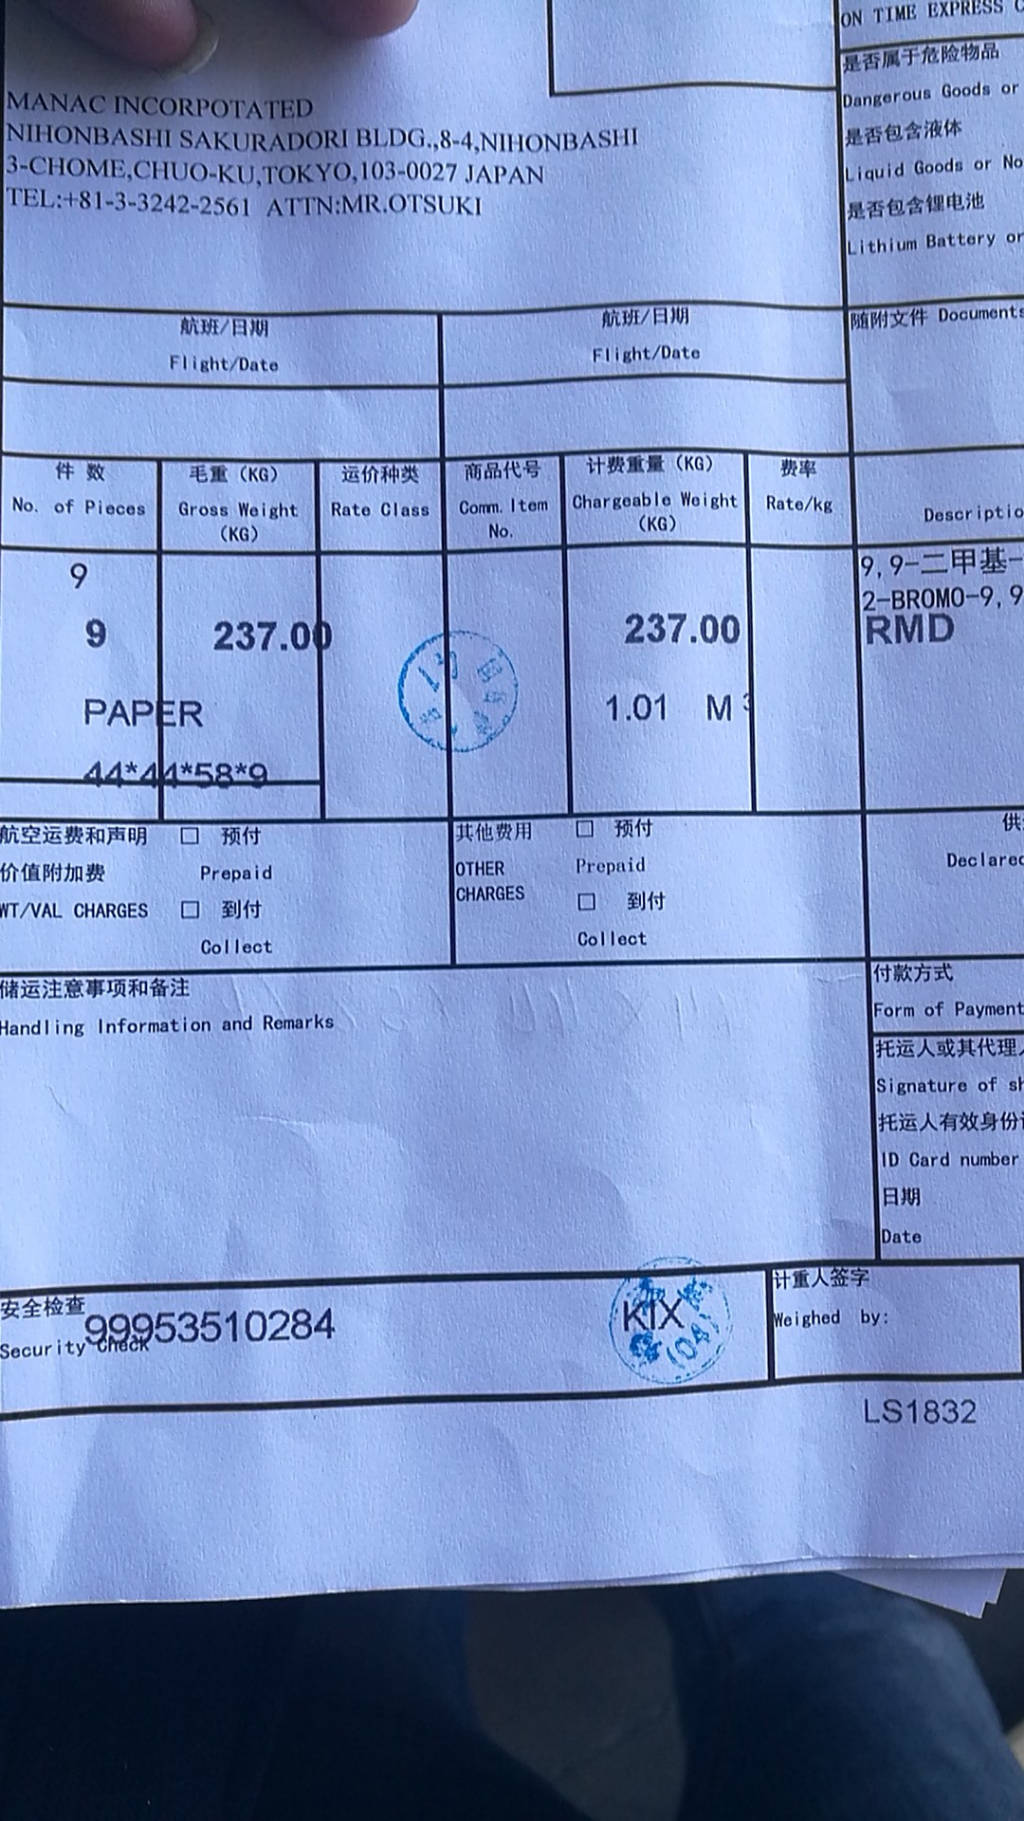 ON TIME EXPRESS
是否属于危险物品
Dangerous Goods or
是否包含液体
Liquid Goods or No
是否包含锂电池
Lithium Battery or
MANAC INCORPOTATED
NIHONBASHI SAKURADORI BLDG.,8-4,NIHONBASHI
3-CHOME,CHUO-KU,TOKYO,103-0027 JAPAN
TEL:+81-3-3242-2561 ATTN:MR.OTSUKI
航班/日期
Flight/Date
航班/日期
Flight/Date
随附文件 Documents
件 数
No. of Pieces
毛重 (KG)
Gross Weight
(KG)
运价种类
Rate Class
商品代号
Comm. Item
No.
计费重量 (KG)
Chargeable Weight
(KG)
费率
Rate/kg
Descriptio
9
9
237.00
237.00
9,9-二甲基-
2-BROMO-9,9
RMD
PAPER
1.01 M3
44*44*58*9
航空运费和声明
价值附加费
WT/VAL CHARGES
□ 预付
Prepaid
□ 到付
Collect
其他费用
OTHER
CHARGES
□ 预付
Prepaid
□ 到付
Collect
供
Declared
储运注意事项和备注
Handling Information and Remarks
付款方式
Form of Payment
托运人或其代理人
Signature of sh
托运人有效身份
ID Card number
日期
Date
安全检查
Security Check
99953510284
KIX
(04)
计重人签字
Weighed by:
LS1832